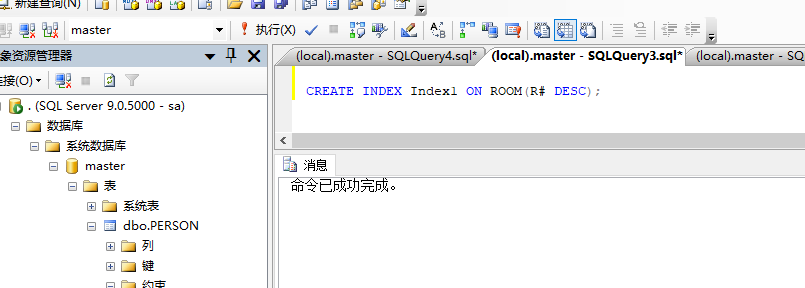 新建查询(N)
master
执行(X)
象资源管理器
连接(O)
. (SQL Server 9.0.5000 - sa)
数据库
系统数据库
master
表
系统表
dbo.PERSON
列
键
约束
(local).master - SQLQuery4.sql*
(local).master - SQLQuery3.sql*
(local).master - SQ
CREATE INDEX Index1 ON ROOM(R# DESC);
消息
命令已成功完成。